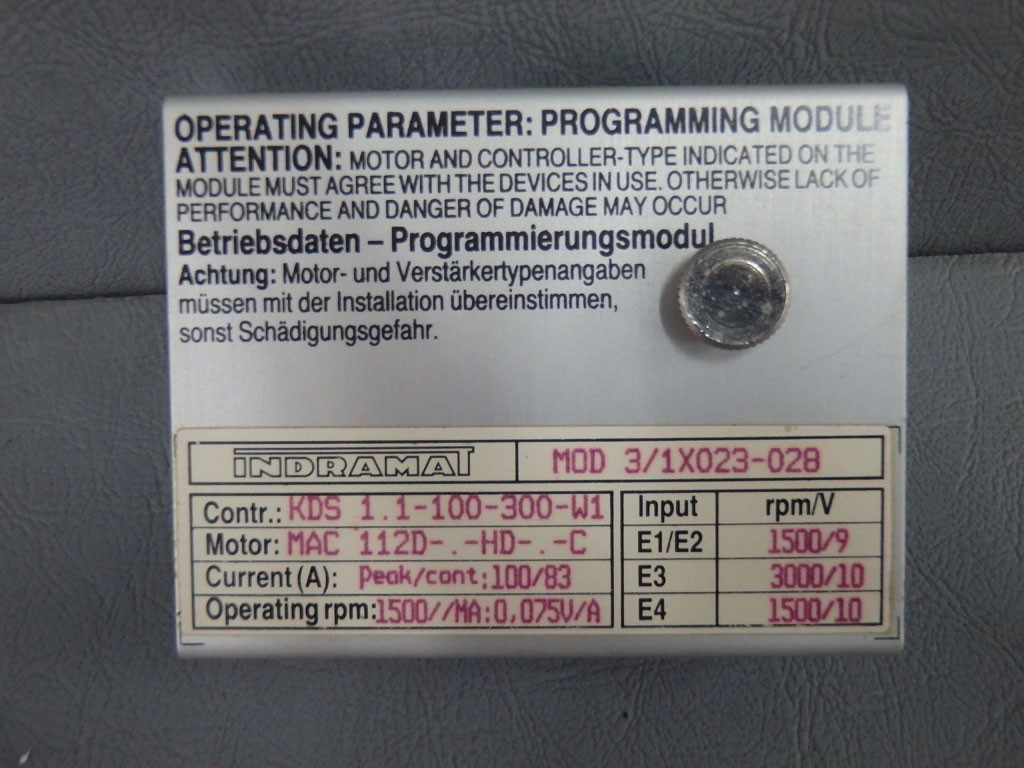 OPERATING PARAMETER: PROGRAMMING MODULE
ATTENTION: MOTOR AND CONTROLLER-TYPE INDICATED ON THE
MODULE MUST AGREE WITH THE DEVICES IN USE. OTHERWISE LACK OF
PERFORMANCE AND DANGER OF DAMAGE MAY OCCUR
Betriebsdaten – Programmierungsmodul
Achtung: Motor- und Verstärkertypenangaben
müssen mit der Installation übereinstimmen,
sonst Schädigungsgefahr.
INDRAMAT MOD 3/1X023-028
Contr.: KDS 1.1-100-300-W1 Input rpm/V
Motor: MAC 112D-.-HD-.-C E1/E2 1500/9
Current (A): Peak/cont:100/83 E3 3000/10
Operating rpm:1500//MA:0,075V/A E4 1500/10